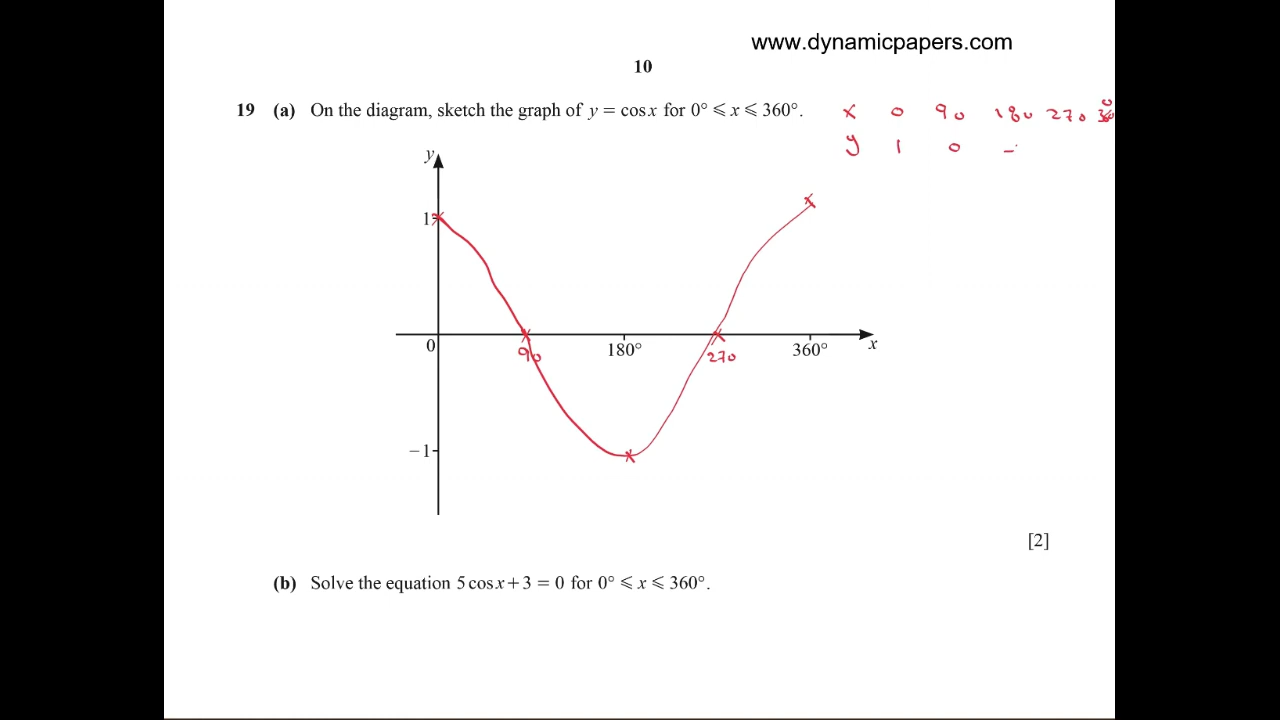 www.dynamicpapers.com
10
19 (a) On the diagram, sketch the graph of y = cos x for 0° ⩽ x ⩽ 360°.
x 0 90 180 270 360
y 1 0 -
y
1
0 90 180° 270 360° x
−1
[2]
(b) Solve the equation 5 cos x + 3 = 0 for 0° ⩽ x ⩽ 360°.